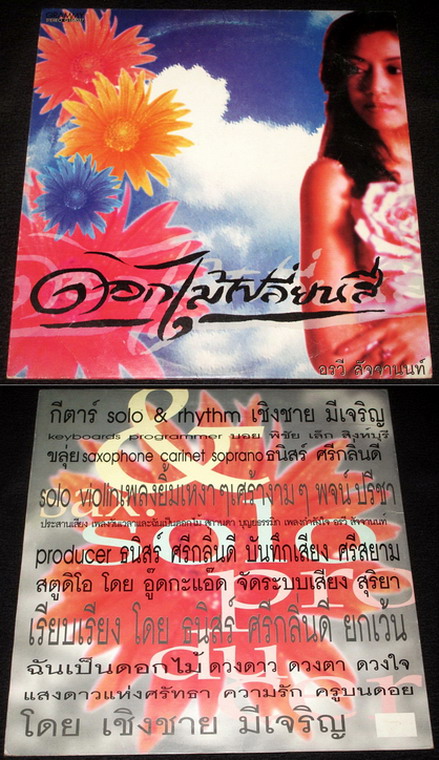 ดอกไม้เปลี่ยนสี
อรวี สัจจานนท์
&
กีตาร์ solo & rhythm เชิงชาย มีเจริญ
keyboards programmer บอย พิชัย เล็ก สิงห์บุรี
ขลุ่ย saxophone carinet soprano ธนิสร์ ศรีกลิ่นดี
solo violin เพลงยิ้มเหงา ๆ เศร้างาม ๆ พจน์ ปรีชา
solo
producer ธนิสร์ ศรีกลิ่นดี บันทึกเสียง ศรีสยาม
สตูดิโอ โดย อู๊ดกะแอ๊ด จัดระบบเสียง สุริยา
pro
เรียบเรียง โดย ธนิสร์ ศรีกลิ่นดี ยกเว้น
ฉันเป็นดอกไม้ ดวงดาว ดวงตา ดวงใจ
แสงดาวแห่งศรัทธา ความรัก ครูบนดอย
โดย เชิงชาย มีเจริญ